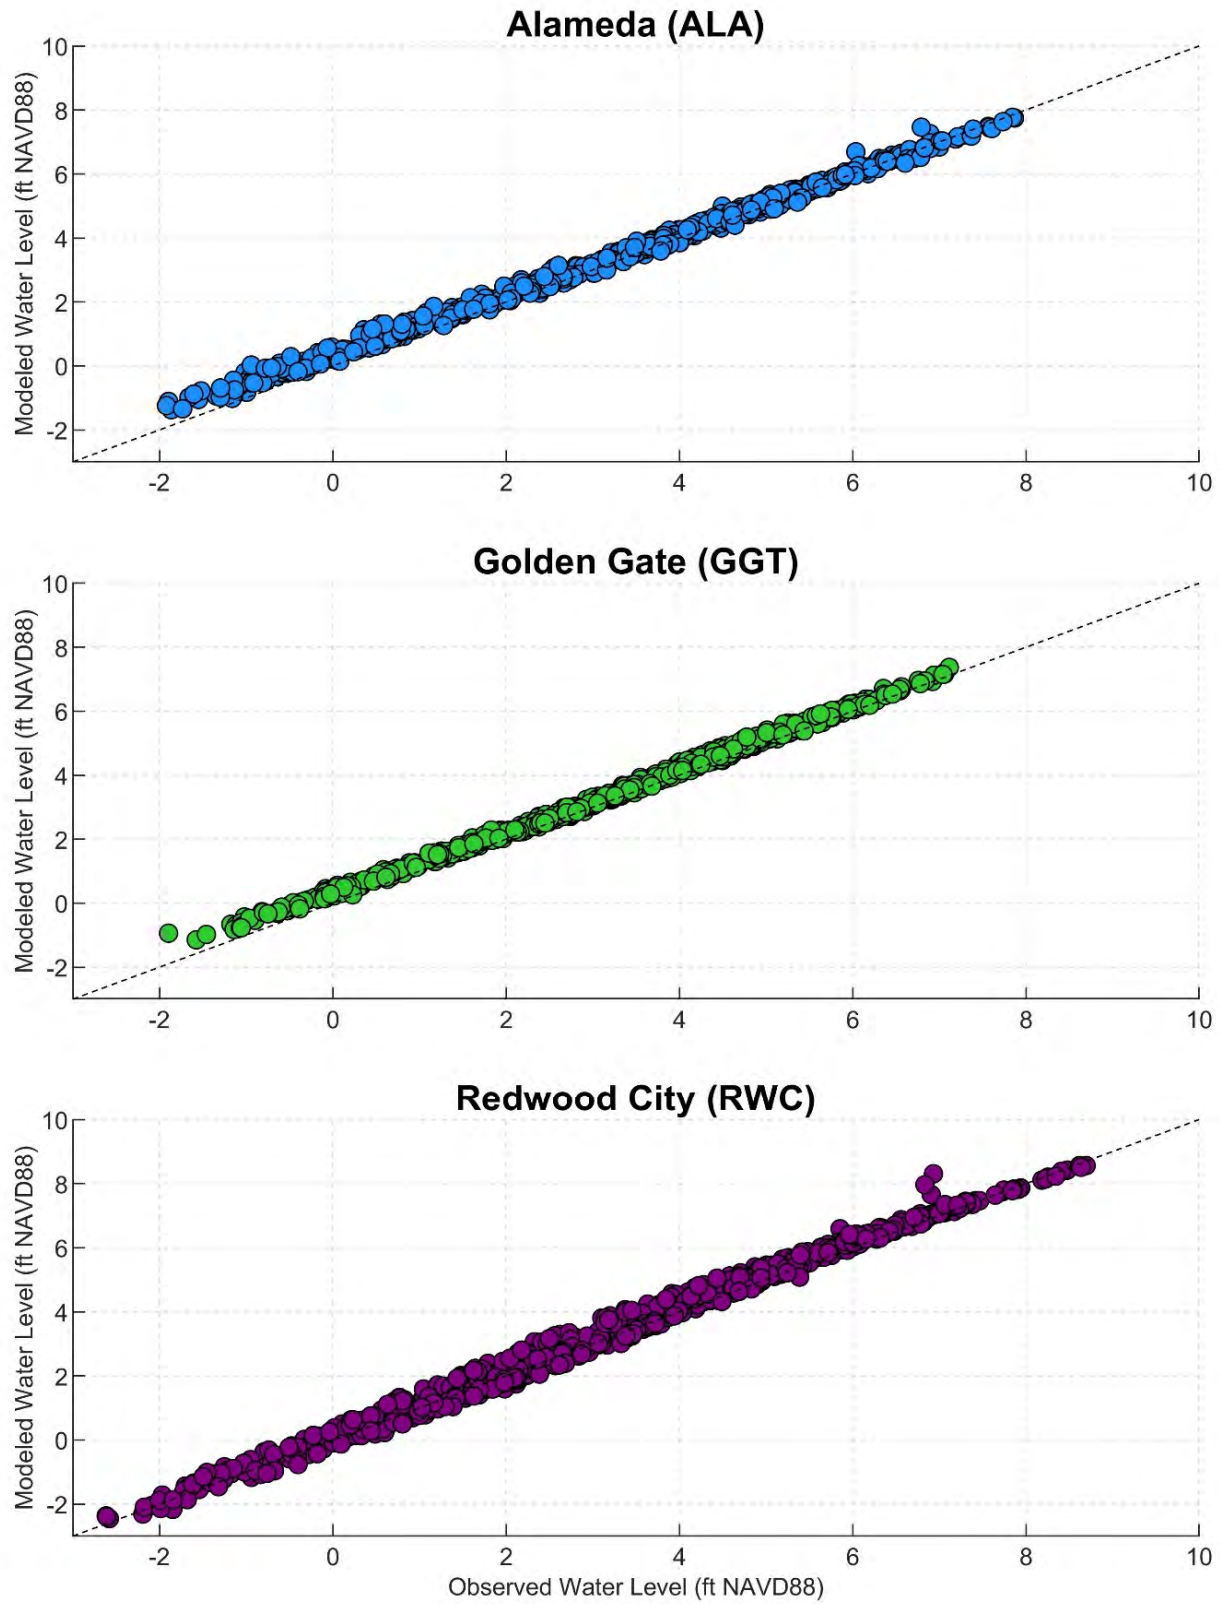 Alameda (ALA)
10
8
6
4
2
0
-2
Modeled Water Level (ft NAVD88)
-2 0 2 4 6 8 10
Golden Gate (GGT)
10
8
6
4
2
0
-2
Modeled Water Level (ft NAVD88)
-2 0 2 4 6 8 10
Redwood City (RWC)
10
8
6
4
2
0
-2
Modeled Water Level (ft NAVD88)
-2 0 2 4 6 8 10
Observed Water Level (ft NAVD88)